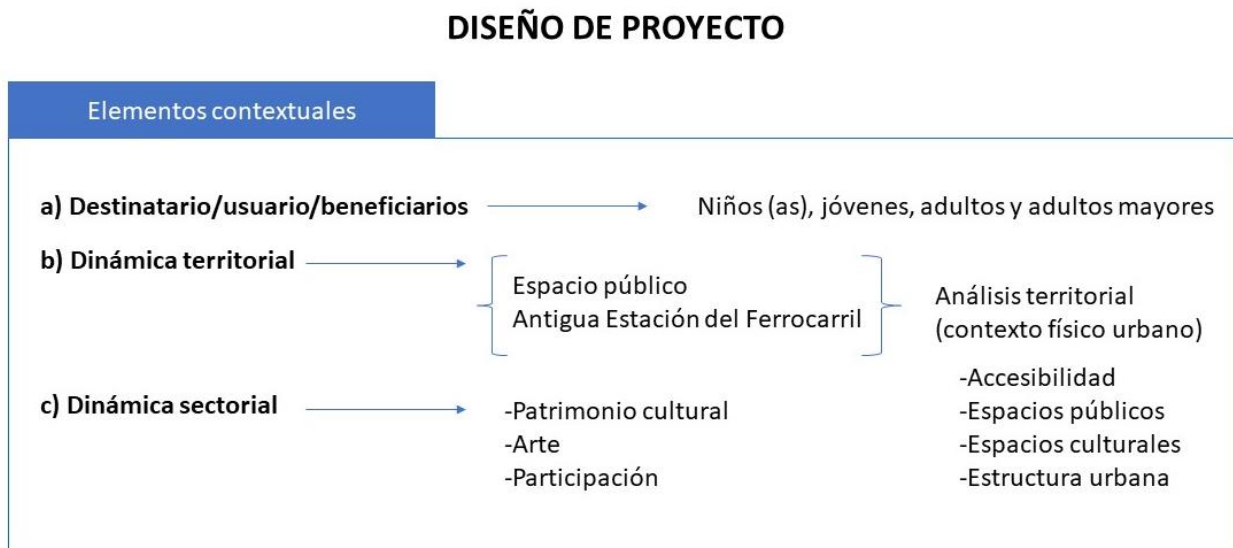 DISEÑO DE PROYECTO
Elementos contextuales
a) Destinatario/usuario/beneficiarios
Niños (as), jóvenes, adultos y adultos mayores
b) Dinámica territorial
Espacio público
Antigua Estación del Ferrocarril
Análisis territorial
(contexto físico urbano)
-Accesibilidad
-Espacios públicos
-Espacios culturales
-Estructura urbana
c) Dinámica sectorial
-Patrimonio cultural
-Arte
-Participación